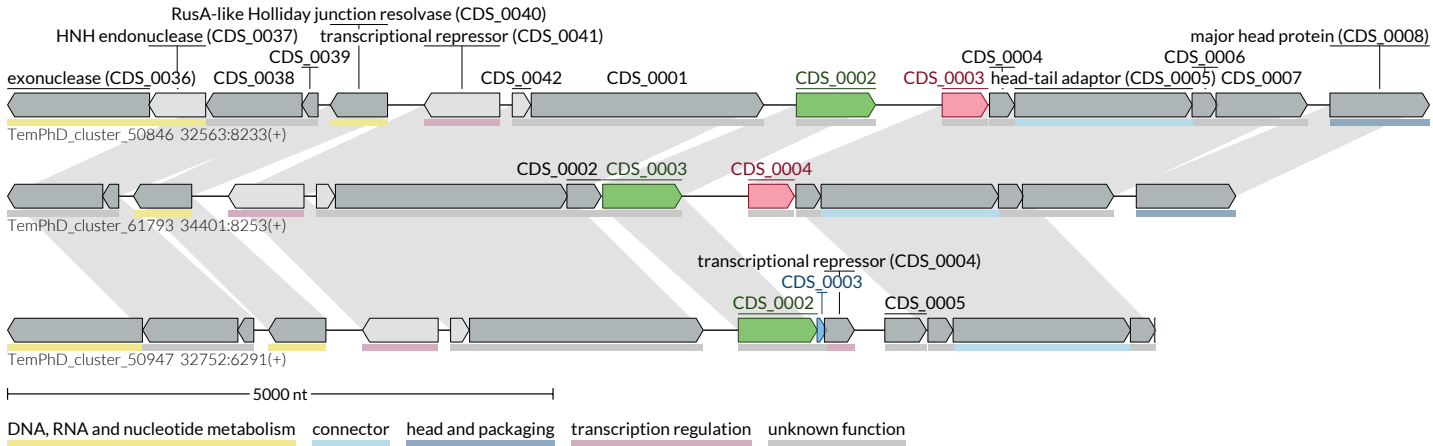 RusA-like Holliday junction resolvase (CDS_0040)
HNH endonuclease (CDS_0037) transcriptional repressor (CDS_0041) major head protein (CDS_0008)
CDS_0039 CDS_0004 CDS_0006
exonuclease (CDS_0036) CDS_0038 CDS_0042 CDS_0001 CDS_0002 CDS_0003 head-tail adaptor (CDS_0005) CDS_0007
TemPhD_cluster_50846 32563:8233(+)
CDS_0002 CDS_0003 CDS_0004
TemPhD_cluster_61793 34401:8253(+)
transcriptional repressor (CDS_0004)
CDS_0003
CDS_0002 CDS_0005
TemPhD_cluster_50947 32752:6291(+)
5000 nt
DNA, RNA and nucleotide metabolism connector head and packaging transcription regulation unknown function